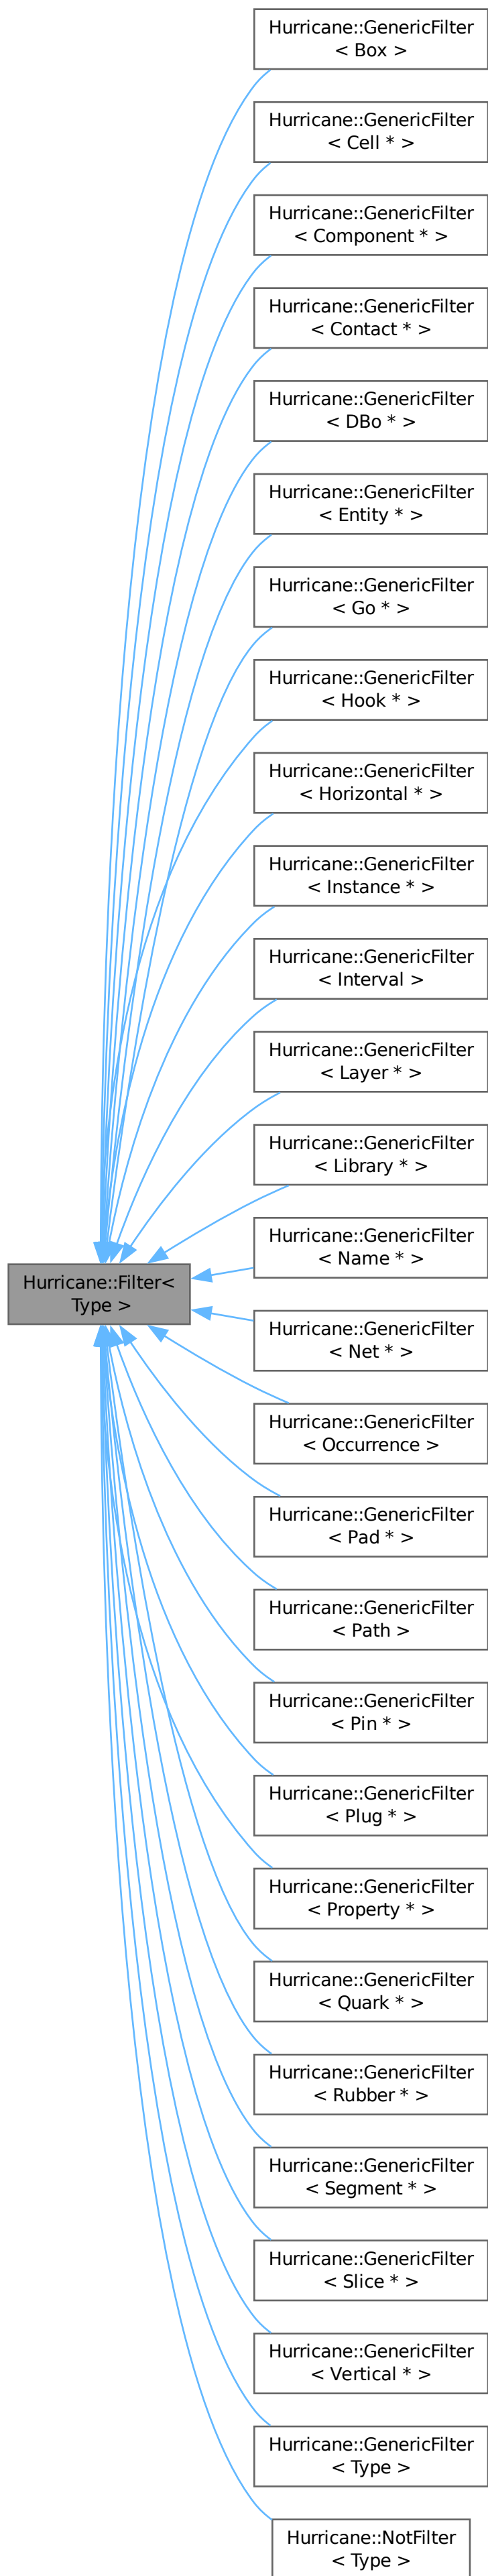 Hurricane::GenericFilter
< Box >
Hurricane::GenericFilter
< Cell * >
Hurricane::GenericFilter
< Component * >
Hurricane::GenericFilter
< Contact * >
Hurricane::GenericFilter
< DBo * >
Hurricane::GenericFilter
< Entity * >
Hurricane::GenericFilter
< Go * >
Hurricane::GenericFilter
< Hook * >
Hurricane::GenericFilter
< Horizontal * >
Hurricane::GenericFilter
< Instance * >
Hurricane::GenericFilter
< Interval >
Hurricane::GenericFilter
< Layer * >
Hurricane::GenericFilter
< Library * >
Hurricane::GenericFilter
< Name * >
Hurricane::Filter<
Type >
Hurricane::GenericFilter
< Net * >
Hurricane::GenericFilter
< Occurrence >
Hurricane::GenericFilter
< Pad * >
Hurricane::GenericFilter
< Path >
Hurricane::GenericFilter
< Pin * >
Hurricane::GenericFilter
< Plug * >
Hurricane::GenericFilter
< Property * >
Hurricane::GenericFilter
< Quark * >
Hurricane::GenericFilter
< Rubber * >
Hurricane::GenericFilter
< Segment * >
Hurricane::GenericFilter
< Slice * >
Hurricane::GenericFilter
< Vertical * >
Hurricane::GenericFilter
< Type >
Hurricane::NotFilter
< Type >